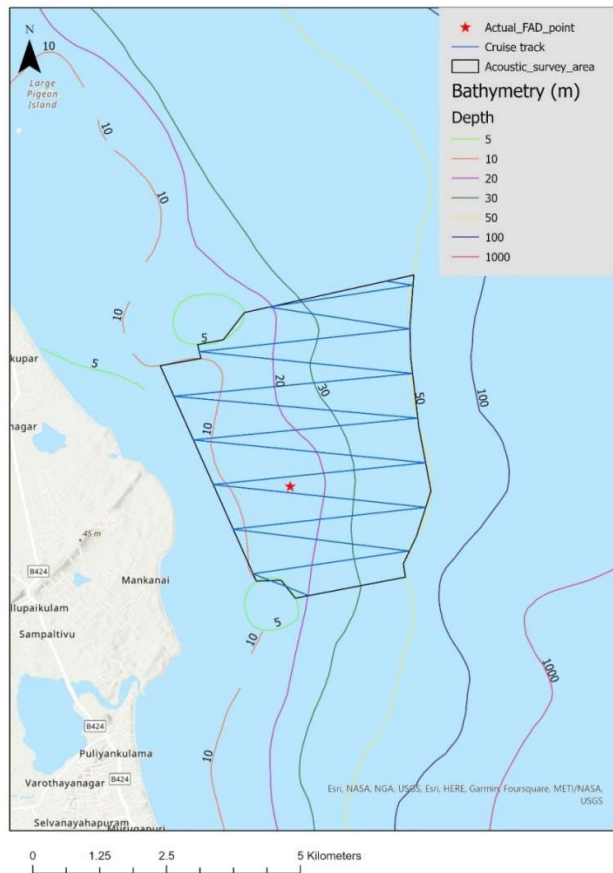 N
10
Large
Pigeon
Island
Actual_FAD_point
Cruise track
Acoustic_survey_area
Bathymetry (m)
Depth
5
10
20
30
50
100
1000
10
10
10
5
kupar
5
nagar
20
30
50
100
10
45 m
B424
Mankanai
llupaikulam
Sampaltivu
5
10
1000
B424
Puliyankulama
10
Varothayanagar
B424
Selvanayahapuram
Murugapuri
Esri, NASA, NGA, USGS, Esri, HERE, Garmin, Foursquare, METI/NASA,
USGS
0 1.25 2.5 5 Kilometers